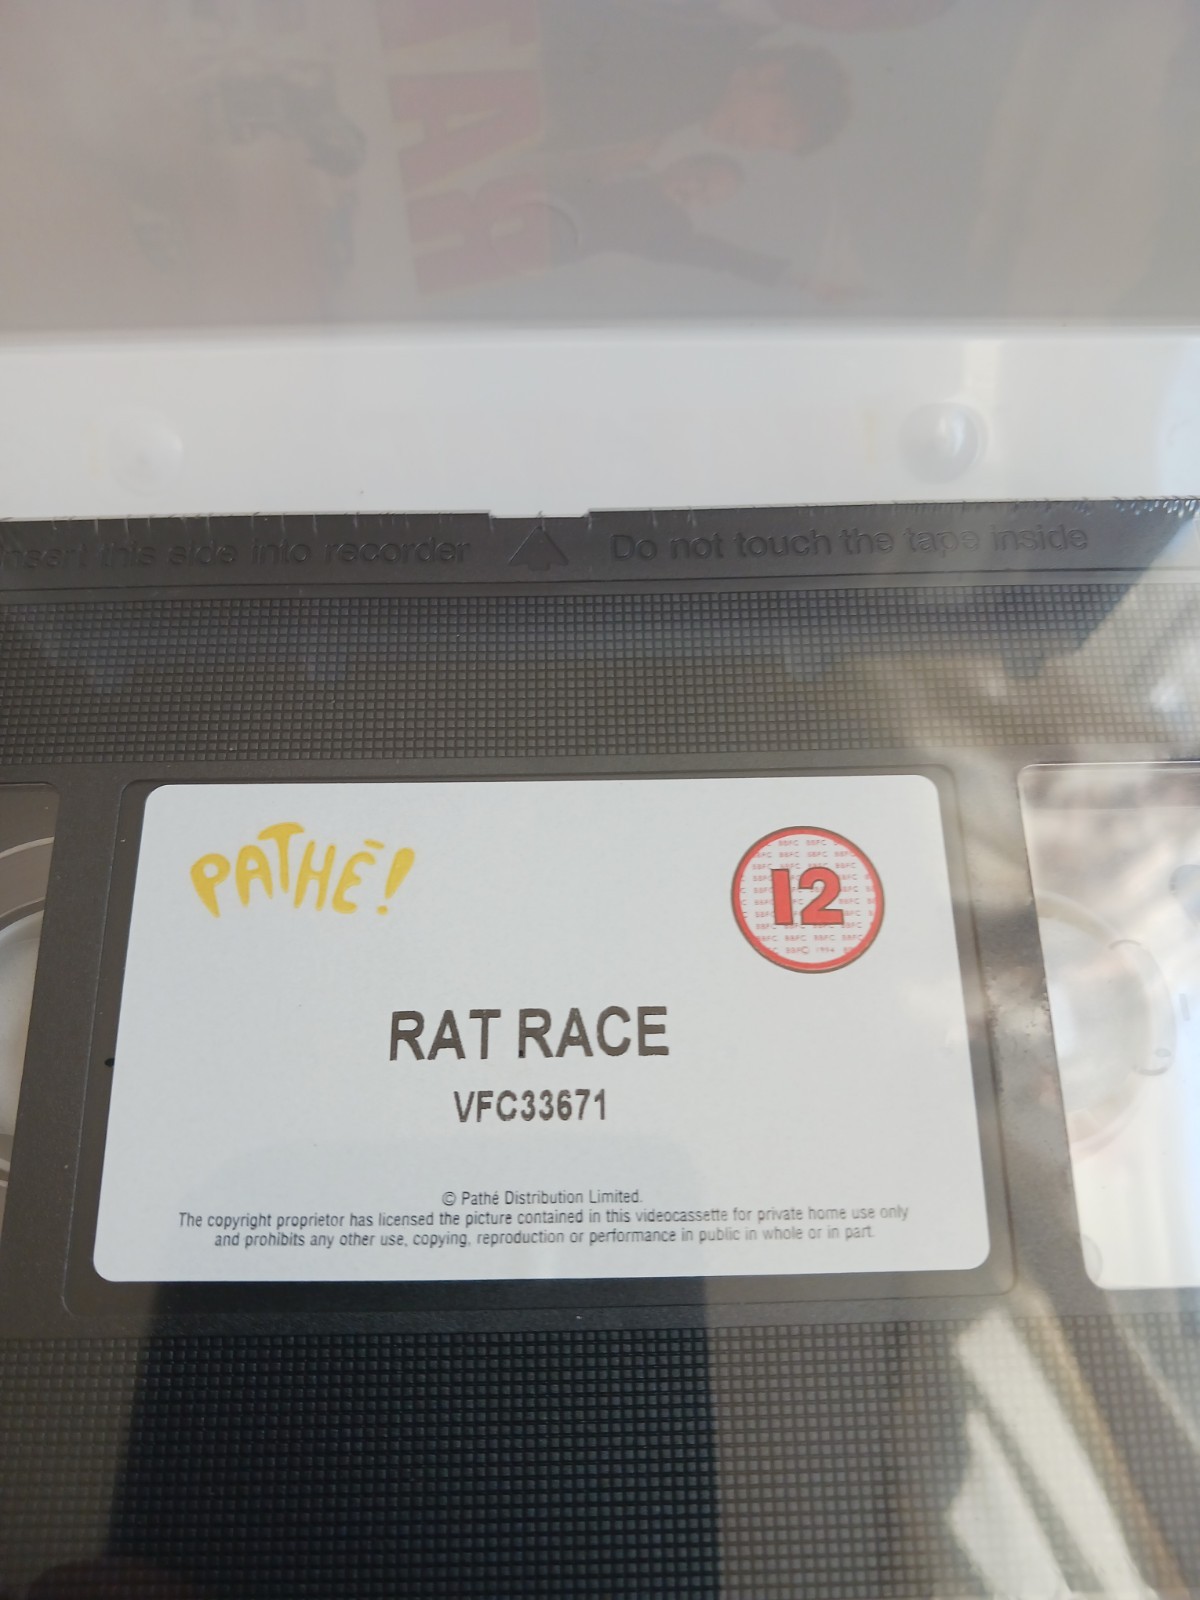 RAT
Insert this side into recorder Do not touch the tape inside
PATHÉ!
12
RAT RACE
VFC33671
© Pathé Distribution Limited.
The copyright proprietor has licensed the picture contained in this videocassette for private home use only
and prohibits any other use, copying, reproduction or performance in public in whole or in part.